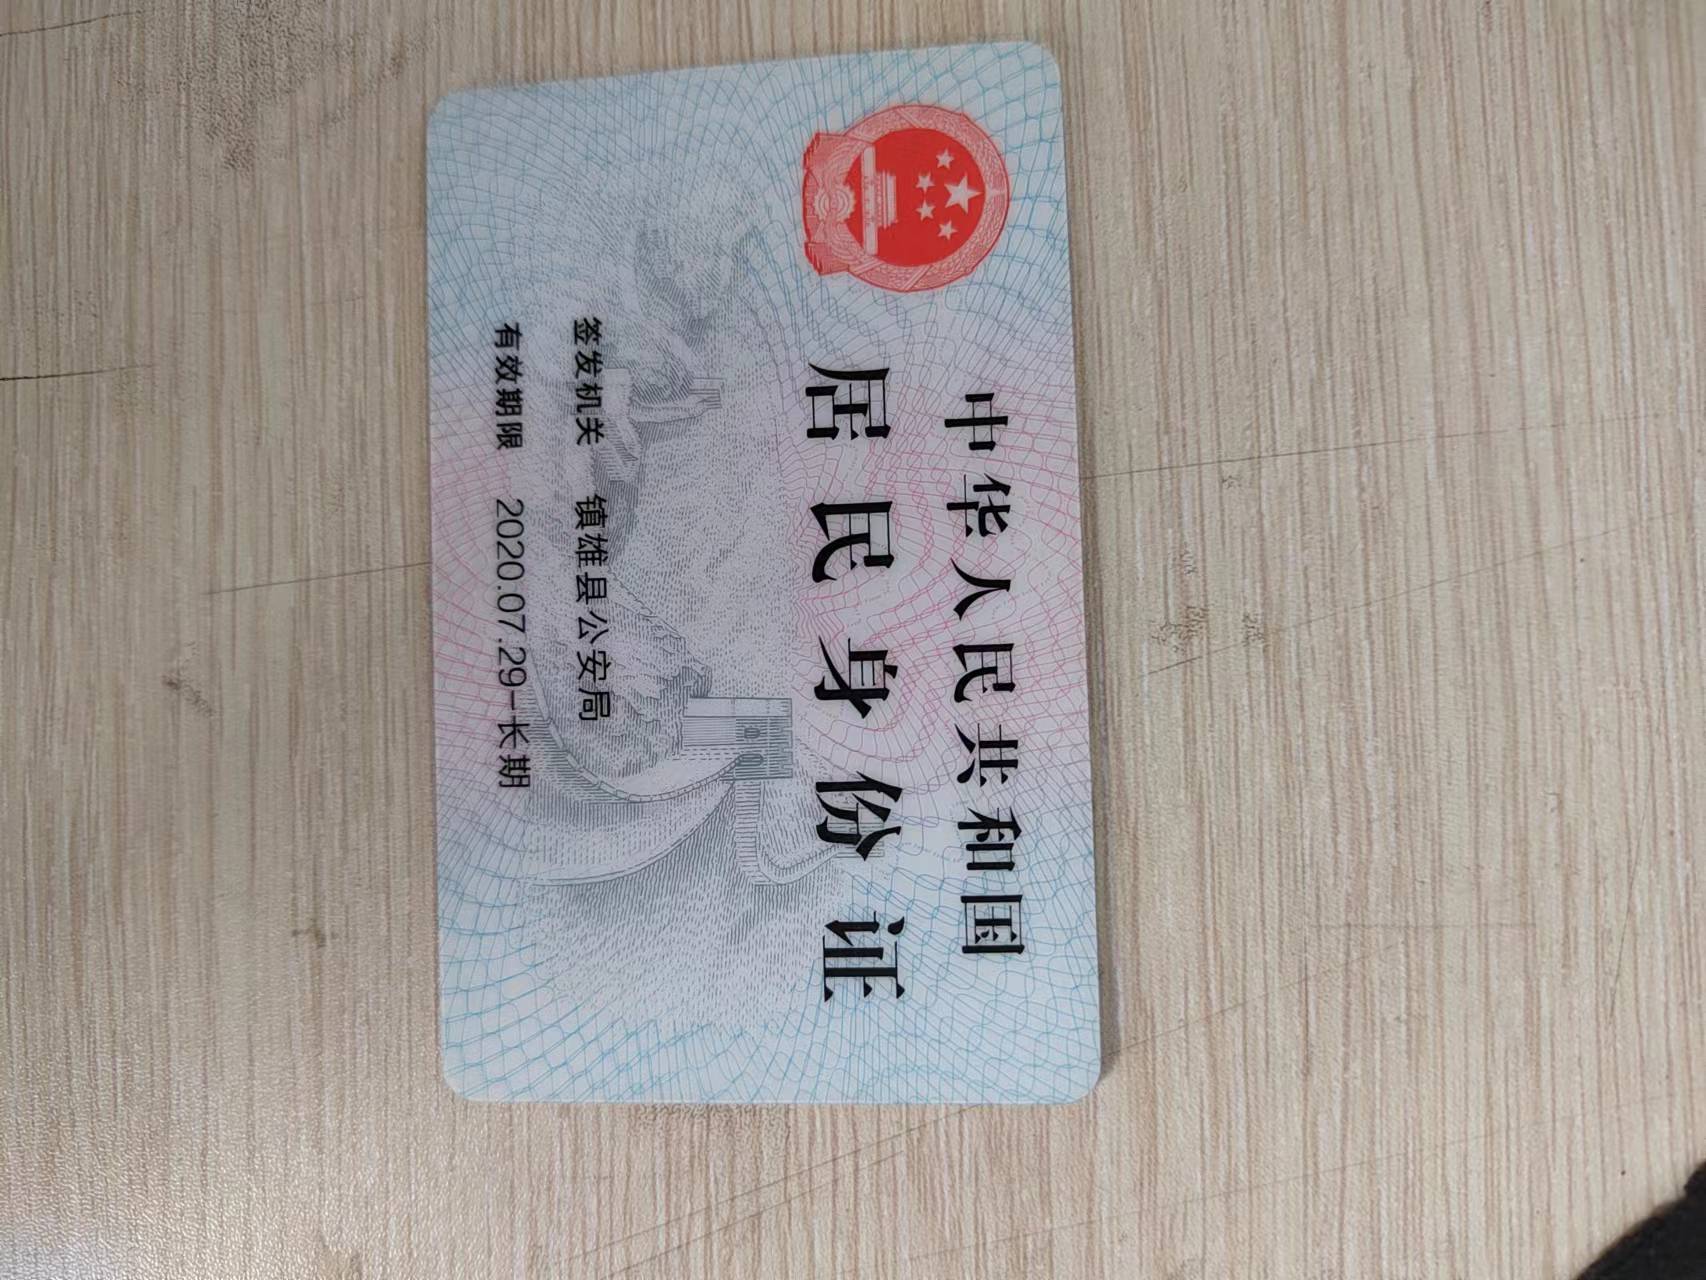 中华人民共和国
居民身份证
签发机关 镇雄县公安局
有效期限 2020.07.29-长期